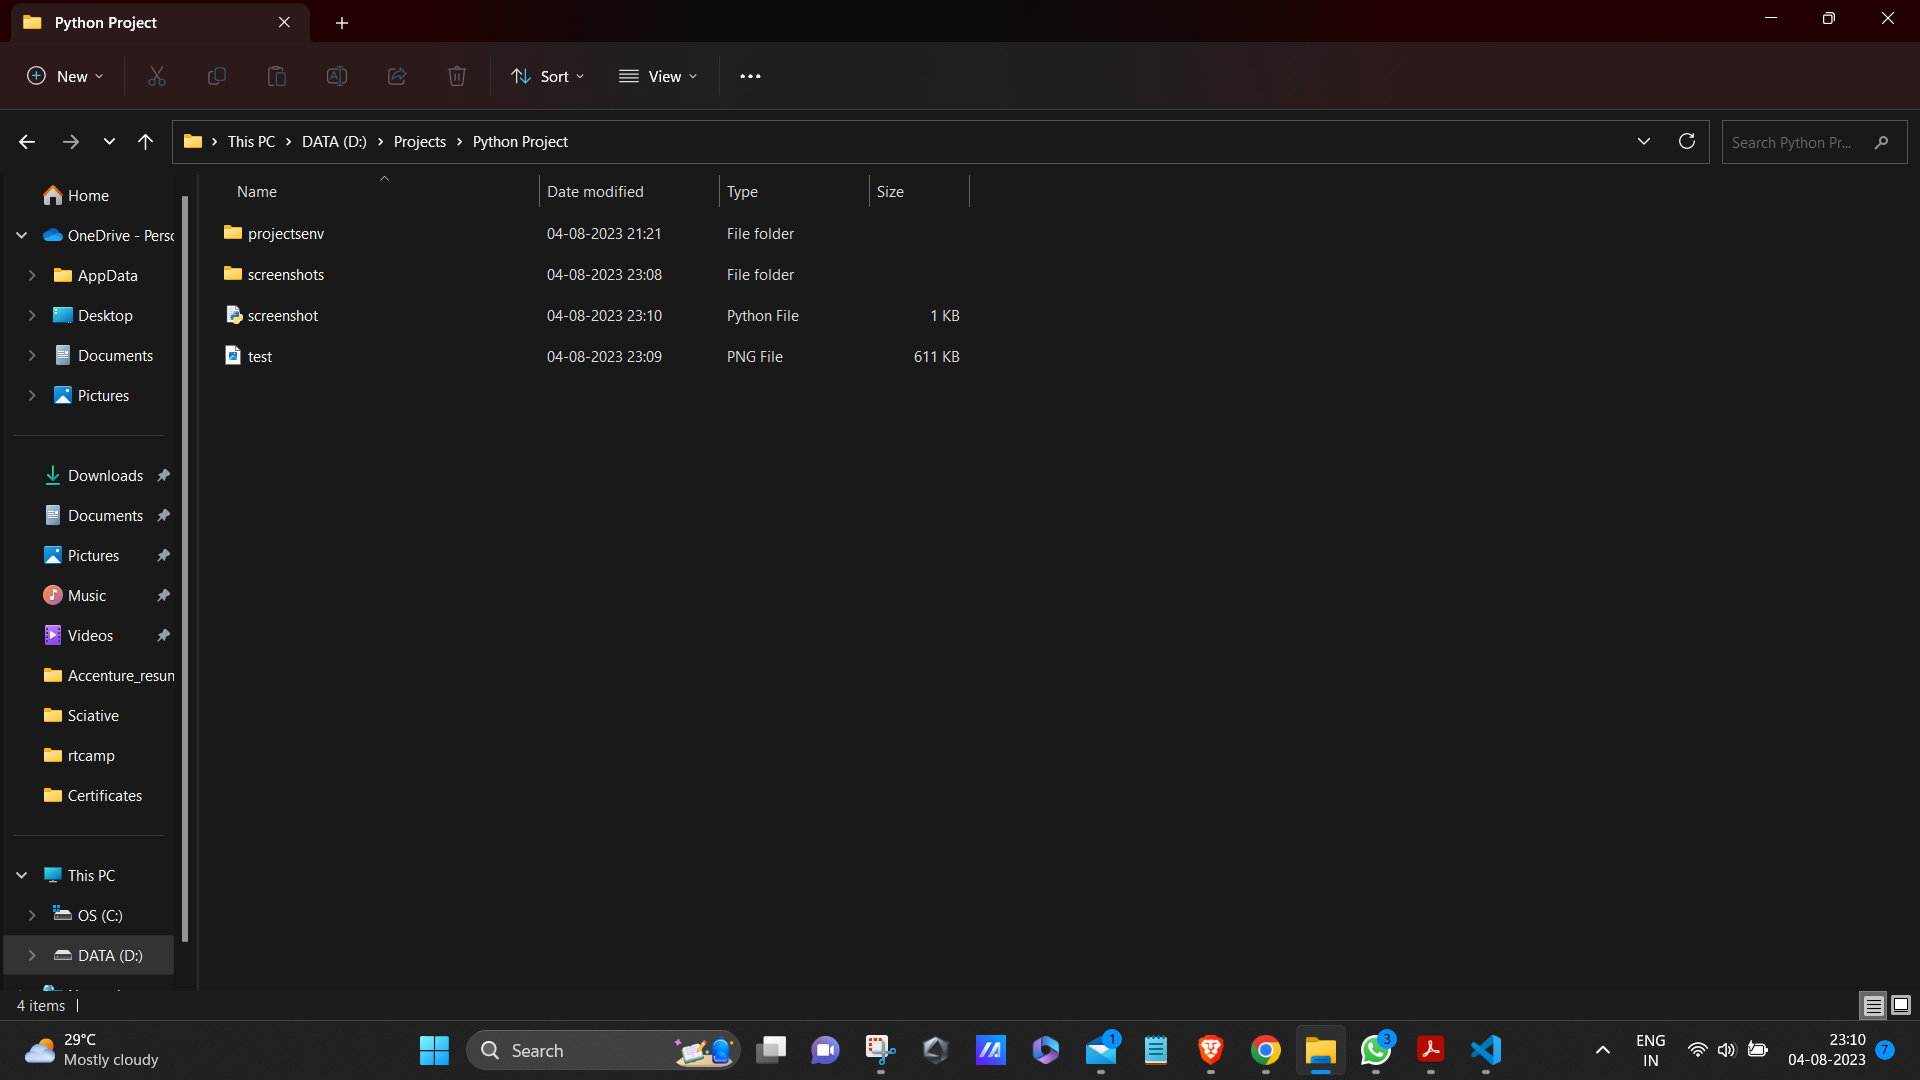 Python Project
New
Sort
View
This PC
DATA (D:)
Projects
Python Project
Search Python Pr...
Name
Date modified
Type
Size
projectsenv
04-08-2023 21:21
File folder
screenshots
04-08-2023 23:08
File folder
screenshot
04-08-2023 23:10
Python File
1 KB
test
04-08-2023 23:09
PNG File
611 KB
Home
OneDrive - Perso
AppData
Desktop
Documents
Pictures
Downloads
Documents
Pictures
Music
Videos
Accenture_resum
Sciative
rtcamp
Certificates
This PC
OS (C:)
DATA (D:)
4 items
29°C
Mostly cloudy
Search
1
3
ENG
IN
23:10
04-08-2023
7